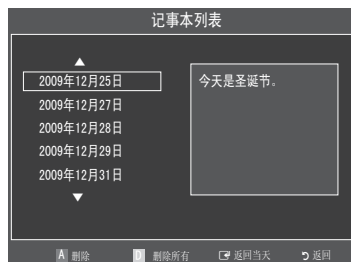 记事本列表
2009年12月25日
2009年12月27日
2009年12月28日
2009年12月29日
2009年12月31日
今天是圣诞节。
A 删除 D 删除所有 返回当天 返回